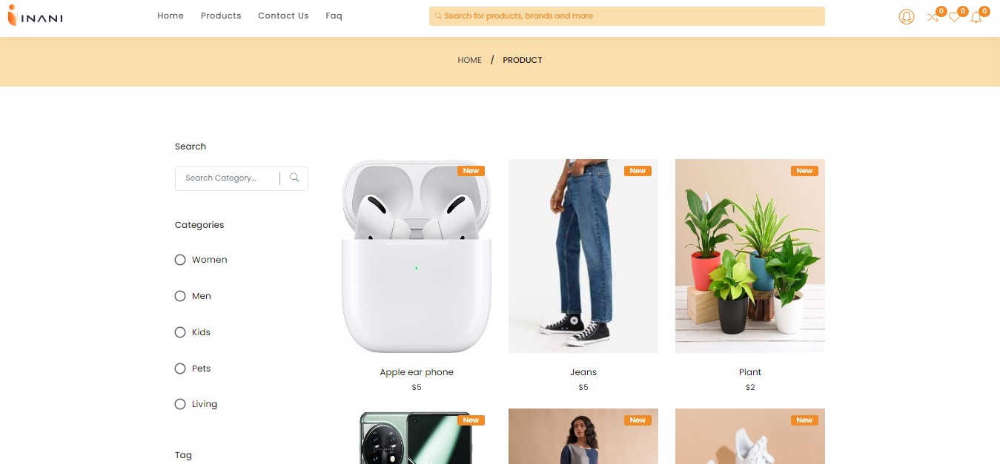 INANI
Home Products Contact Us Faq
Search for products, brands and more
0 0 0
HOME / PRODUCT
Search
Search Category...
Categories
Women
Men
Kids
Pets
Living
Tag
New
New
New
Apple ear phone
$5
Jeans
$5
Plant
$2
New
New
New